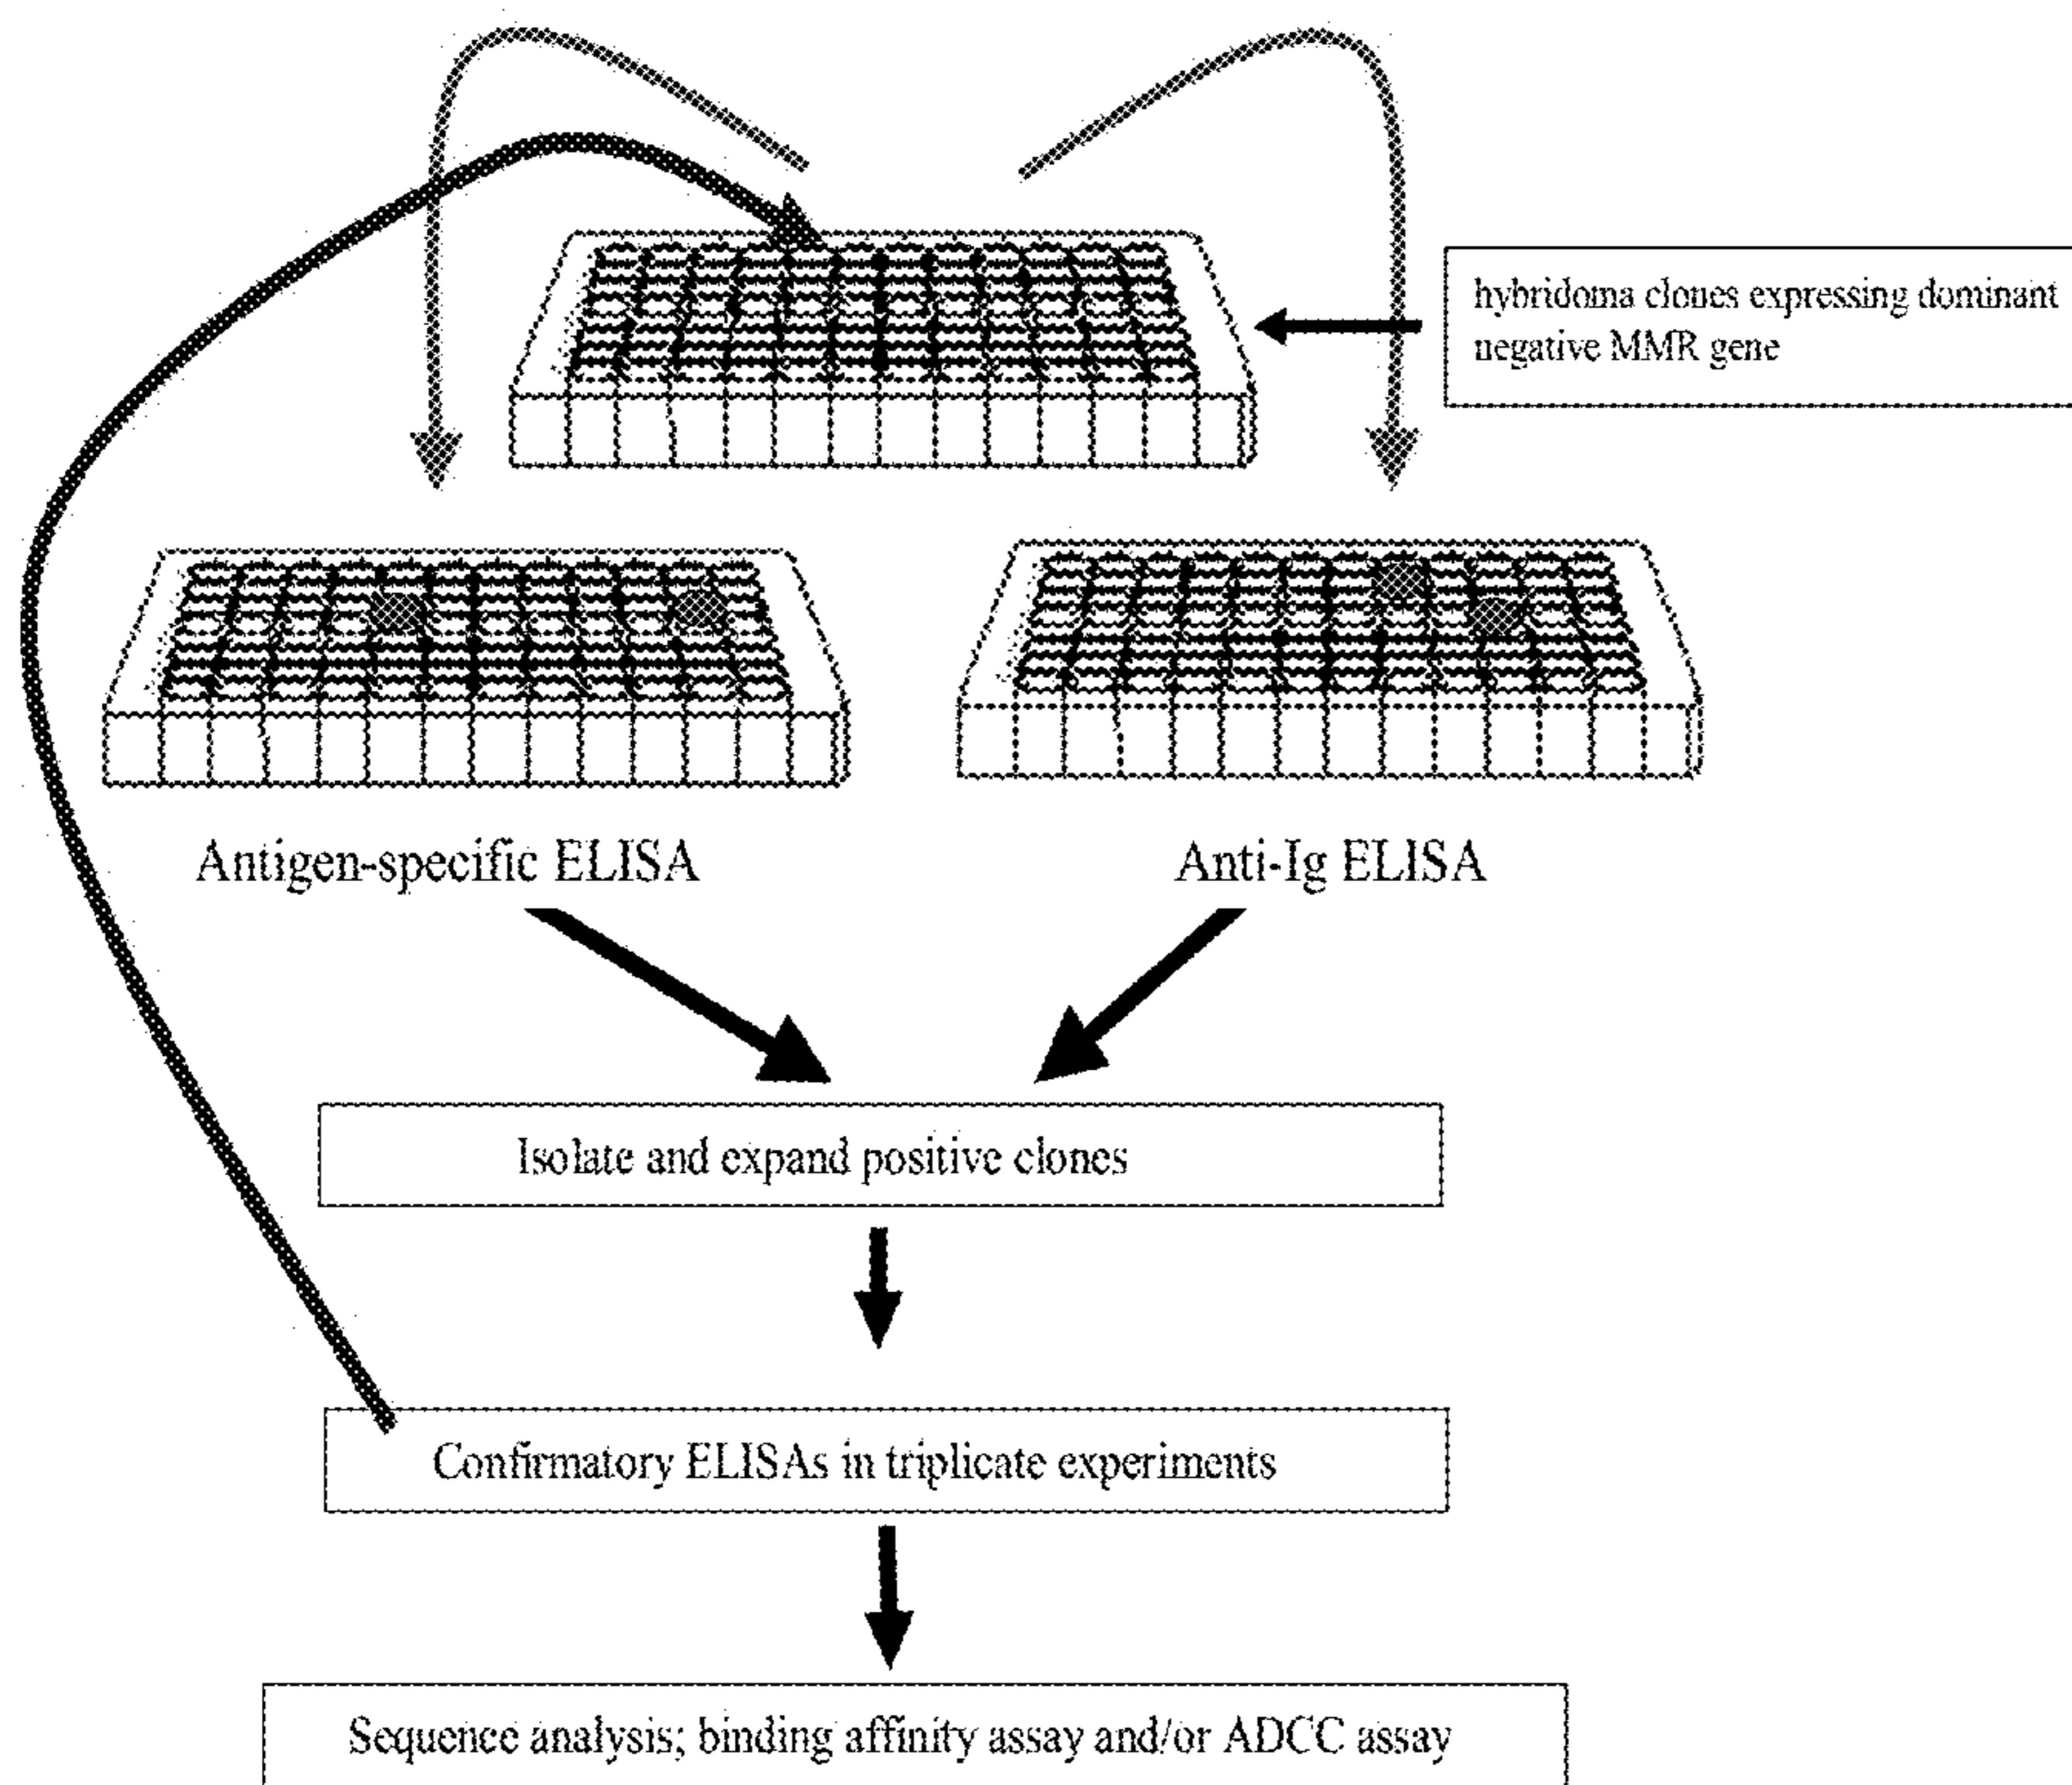 hybridoma clones expressing dominant
negative MMR gene
Antigen-specific ELISA
Anti-Ig ELISA
Isolate and expand positive clones
Confirmatory ELISAs in triplicate experiments
Sequence analysis; binding affinity assay and/or ADCC assay